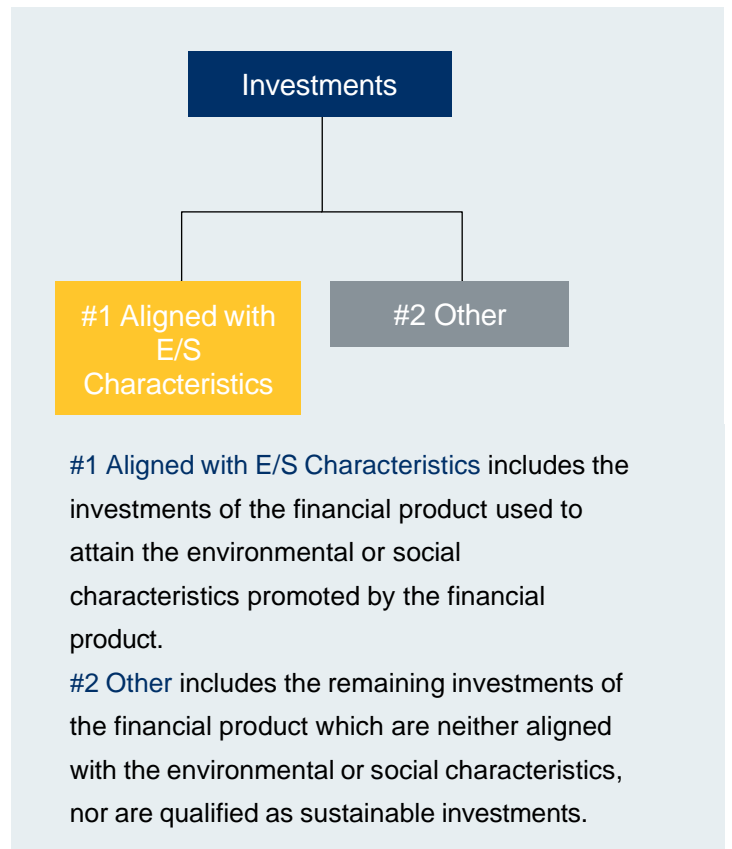 Investments
#1 Aligned with
E/S
Characteristics
#2 Other
#1 Aligned with E/S Characteristics includes the
investments of the financial product used to
attain the environmental or social
characteristics promoted by the financial
product.
#2 Other includes the remaining investments of
the financial product which are neither aligned
with the environmental or social characteristics,
nor are qualified as sustainable investments.